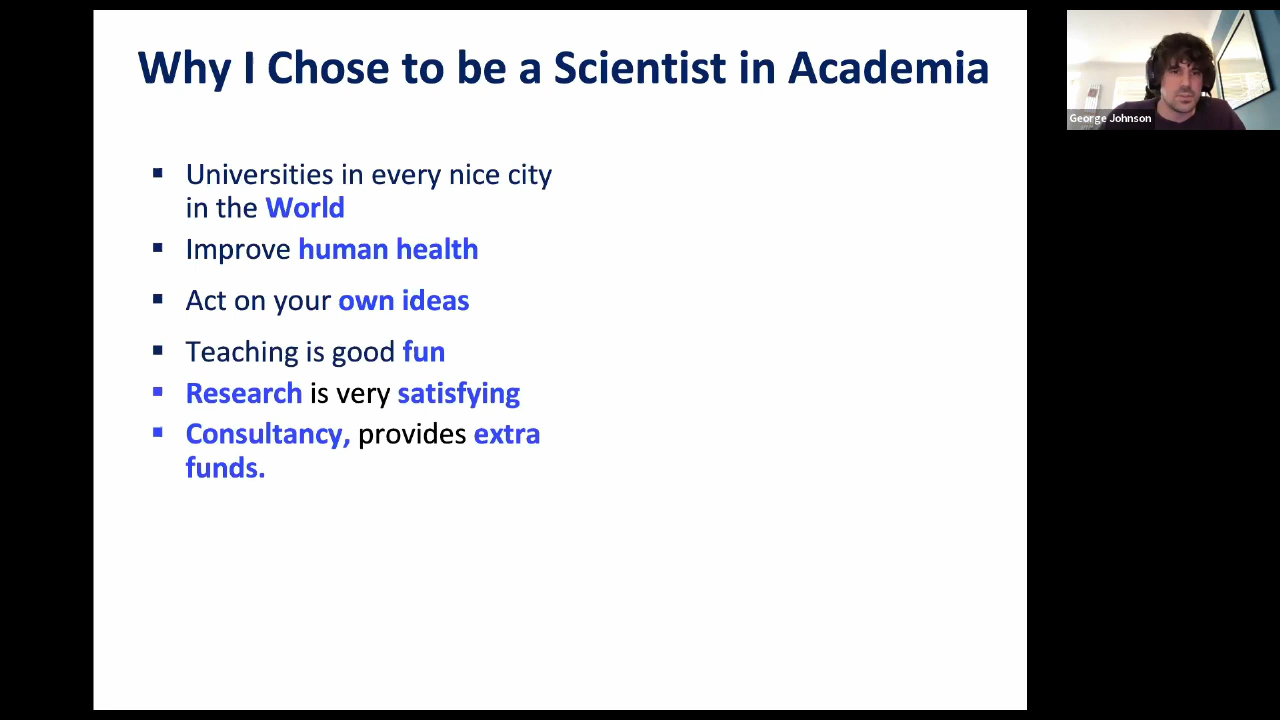 Why I Chose to be a Scientist in Academia
George Johnson
Universities in every nice city
in the World
Improve human health
Act on your own ideas
Teaching is good fun
Research is very satisfying
Consultancy, provides extra
funds.